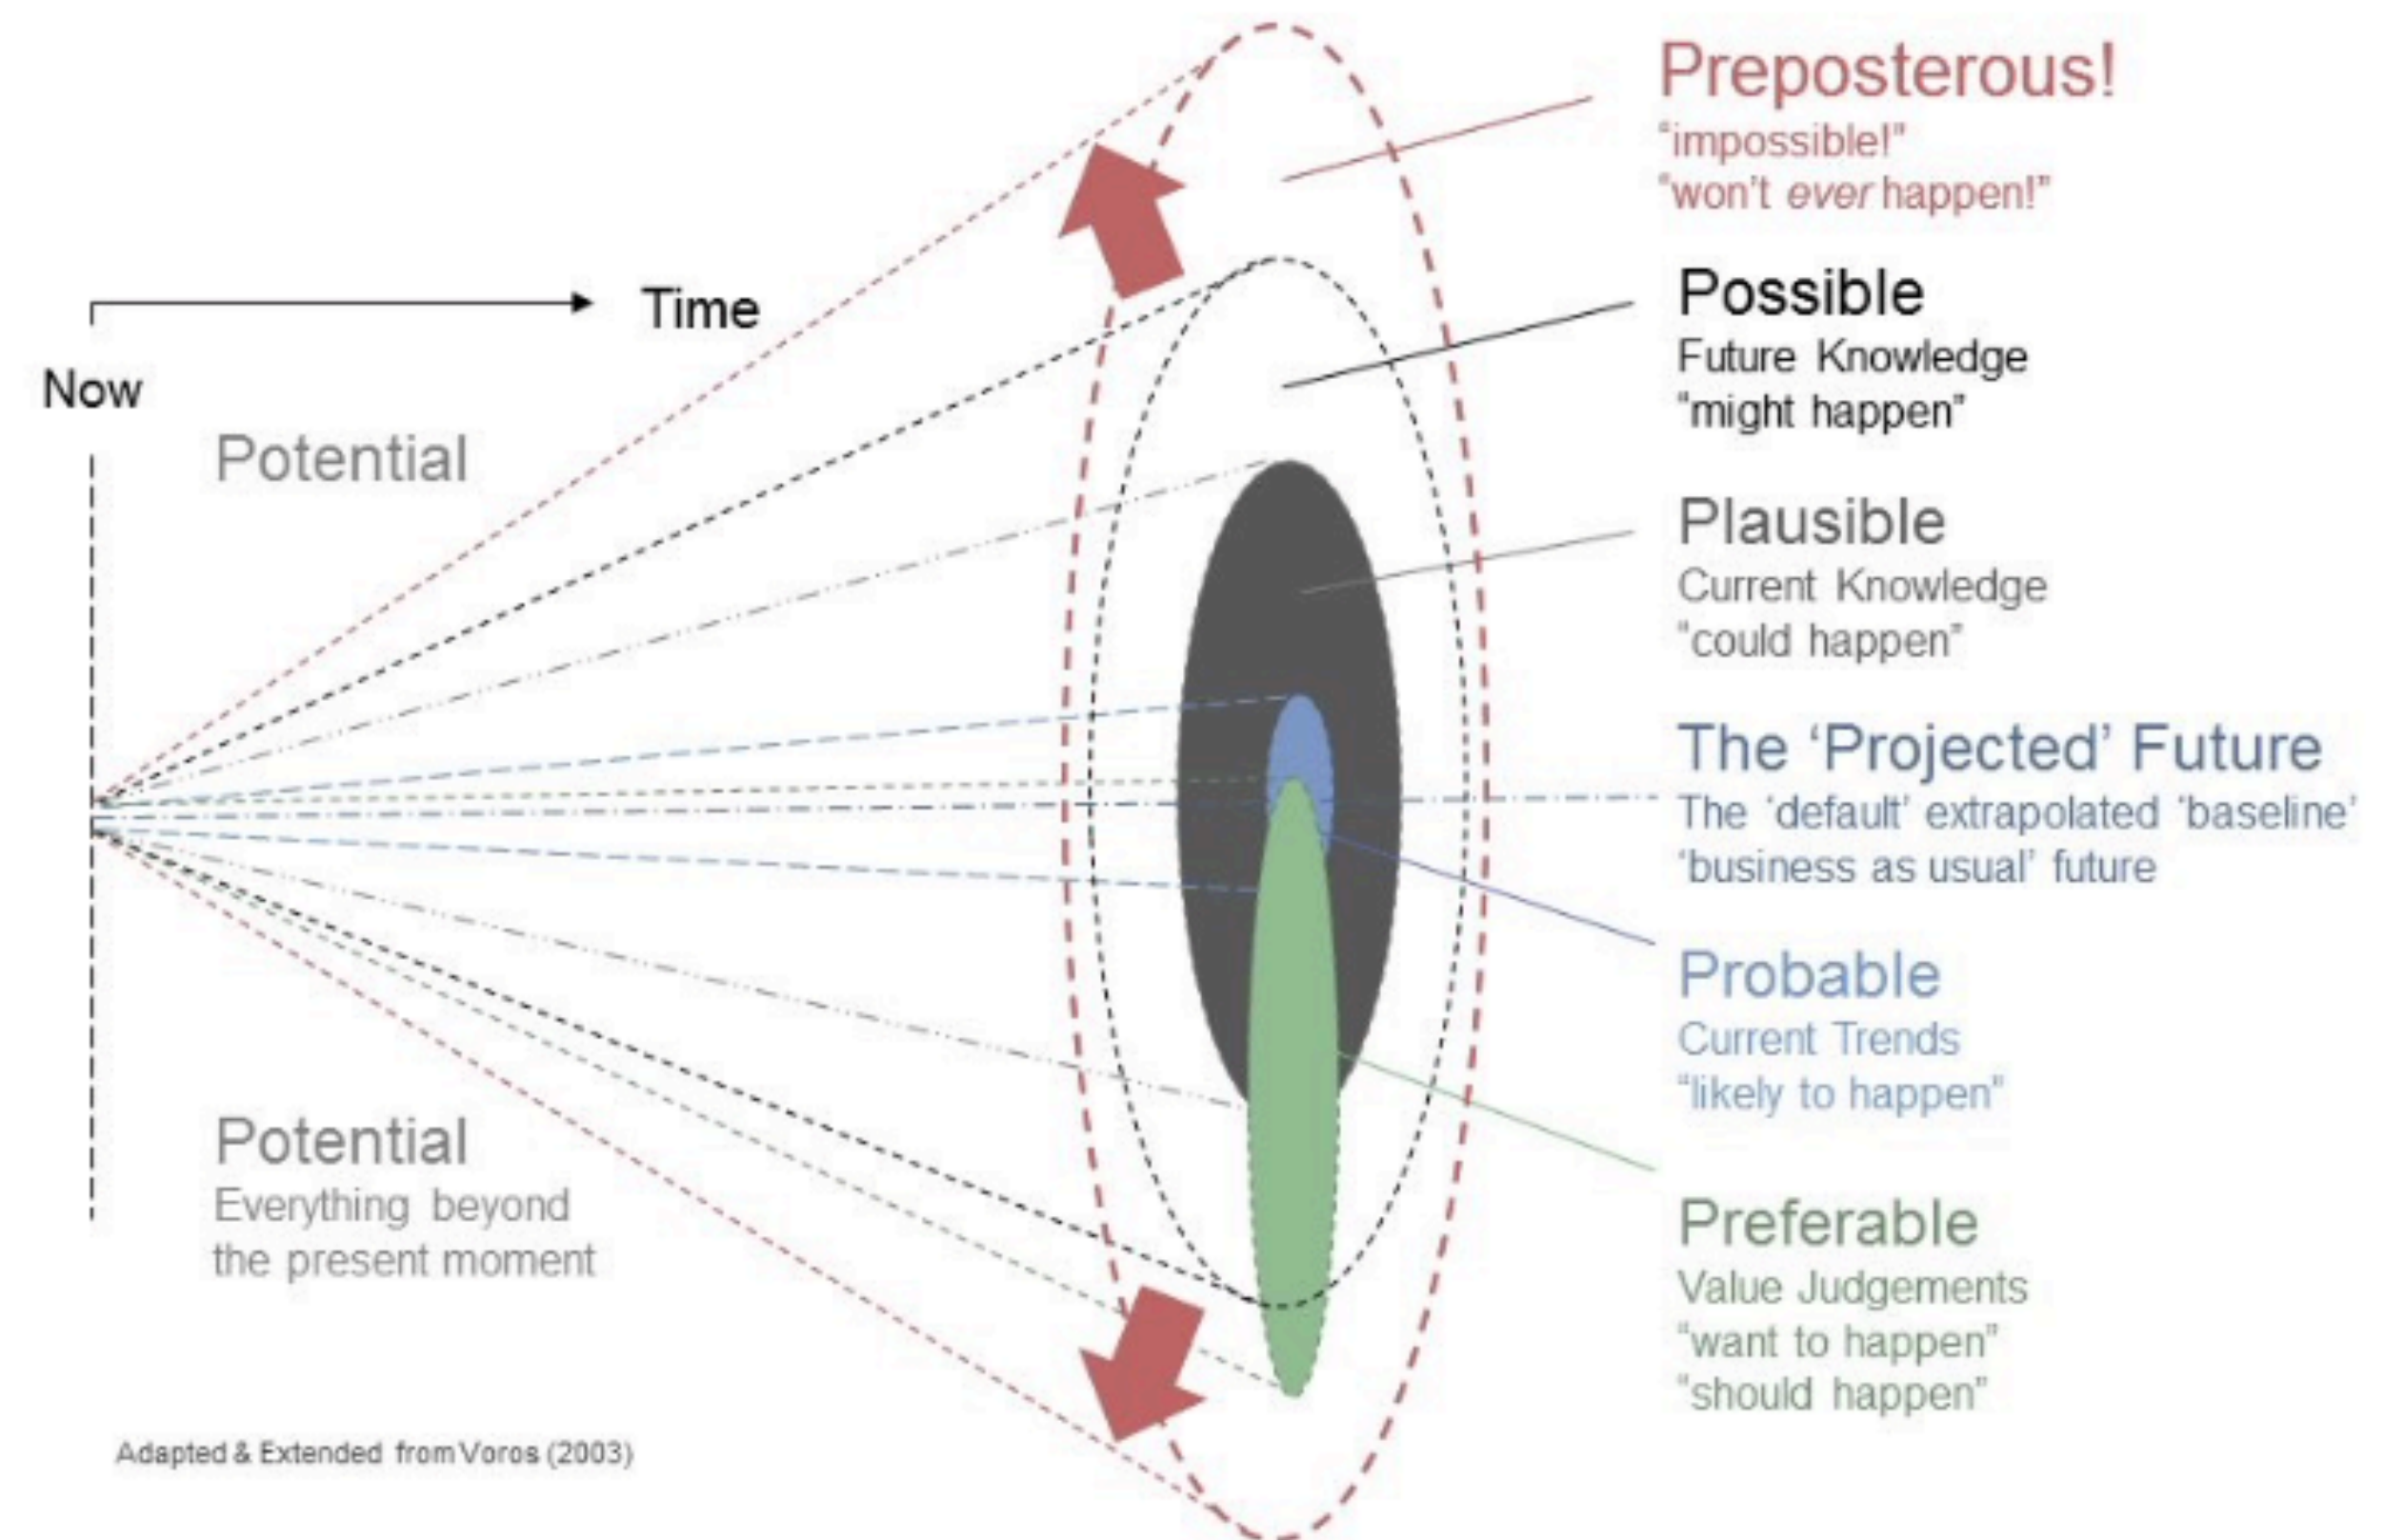 Preposterous!
“impossible!”
“won’t ever happen!”
Time
Now
Potential
Possible
Future Knowledge
“might happen”
Plausible
Current Knowledge
“could happen”
The ‘Projected’ Future
The ‘default’ extrapolated ‘baseline’
‘business as usual’ future
Probable
Current Trends
“likely to happen”
Potential
Everything beyond
the present moment
Preferable
Value Judgements
“want to happen”
“should happen”
Adapted & Extended from Voros (2003)